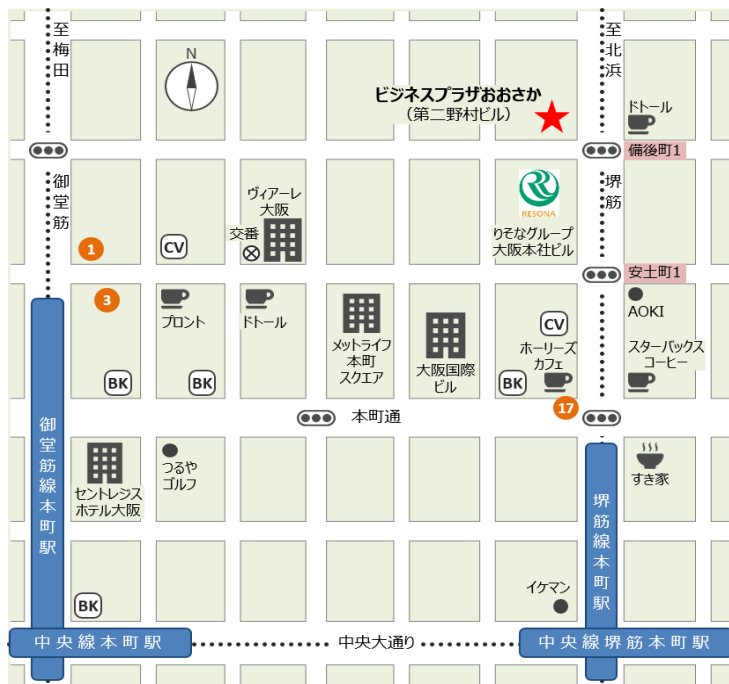 至梅田
N
至北浜
ビジネスプラザおおさか
（第二野村ビル）
ドトール
備後町1
御堂筋
ヴィアーレ
大阪
交番
CV
1
RESONA
りそなグループ
大阪本社ビル
堺筋
安土町1
3
プロント
ドトール
メットライフ
本町
スクエア
大阪国際
ビル
CV
ホーリーズ
カフェ
AOKI
スターバックス
コーヒー
BK
BK
BK
17
本町通
御堂筋線本町駅
セントレジス
ホテル大阪
つるや
ゴルフ
堺筋線本町駅
すき家
BK
イケマン
中央線本町駅
中央大通り
中央線堺筋本町駅